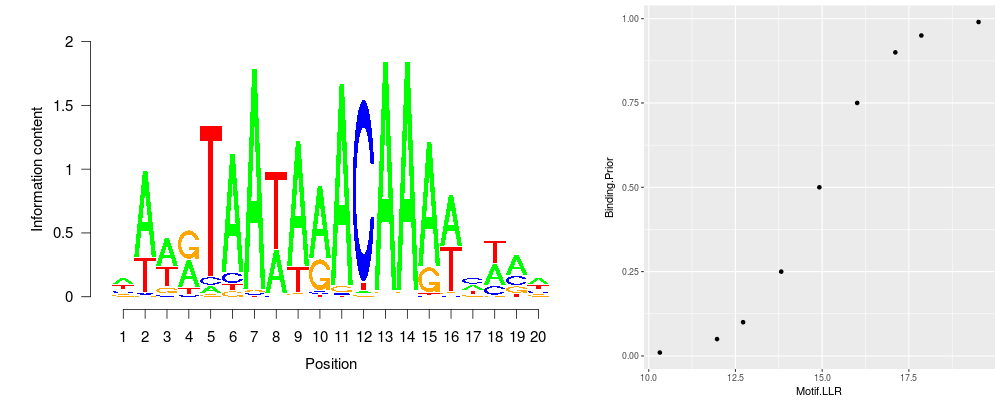 2
1.5
1
0.5
0
Information content
1 2 3 4 5 6 7 8 9 10 11 12 13 14 15 16 17 18 19 20
Position
A A A G T A A T A A A C A A A A T A
T T A A T G G T
1.00
0.75
0.50
0.25
0.00
Binding.Prior
10.0 12.5 15.0 17.5
Motif.LLR